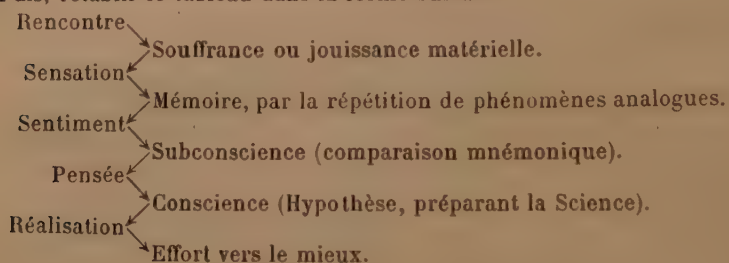 Rencontre
Souffrance ou jouissance matérielle.
Sensation
Mémoire, par la répétition de phénomènes analogues.
Sentiment
Subconscience (comparaison mnémonique).
Pensée
Conscience (Hypothèse, préparant la Science).
Réalisation
Effort vers le mieux.